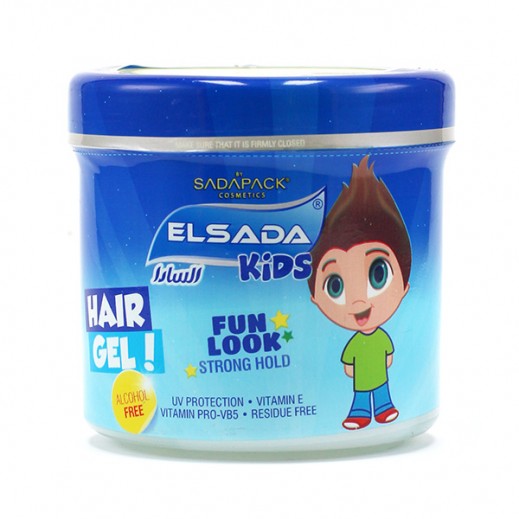 MAKE SURE THAT IT IS FIRMLY CLOSED
BY
SADAPACK®
COSMETICS
ELSADA®
السادا
KiDS
HAIR
GEL!
FUN
LOOK
STRONG HOLD
ALCOHOL
FREE
UV PROTECTION • VITAMIN E
VITAMIN PRO-VB5 • RESIDUE FREE